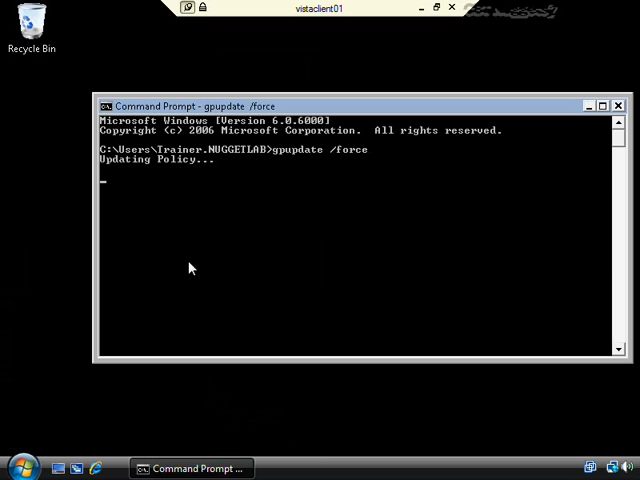 vistaclient01
Recycle Bin
Command Prompt - gpupdate /force
Microsoft Windows [Version 6.0.6000]
Copyright (c) 2006 Microsoft Corporation.  All rights reserved.
C:\Users\Trainer.NUGGETLAB>gpupdate /force
Updating Policy...
Command Prompt ...